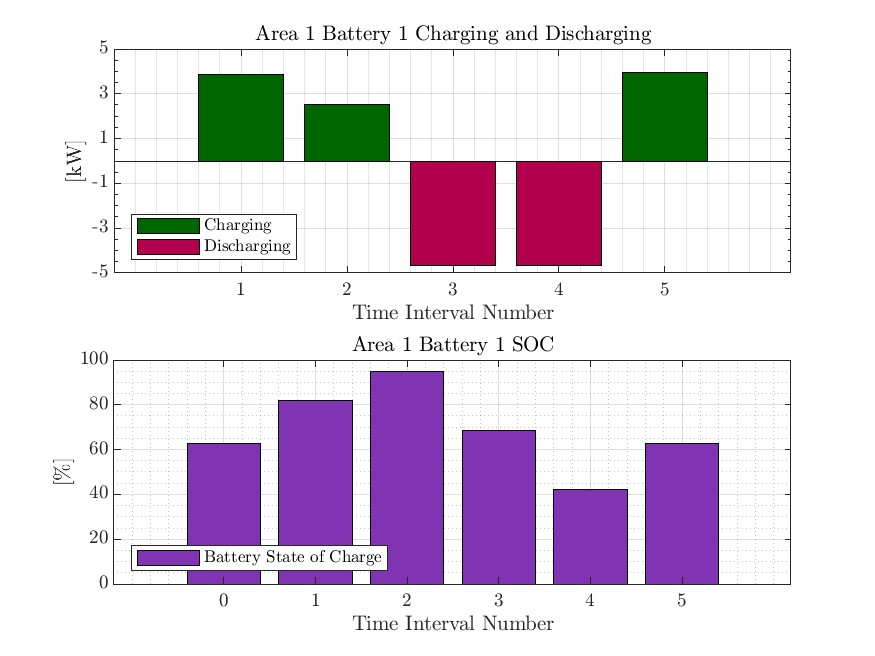 Area 1 Battery 1 Charging and Discharging
5
3
1
-1
-3
-5
[kW]
Charging
Discharging
1 2 3 4 5
Time Interval Number
Area 1 Battery 1 SOC
100
80
60
40
20
0
[%]
Battery State of Charge
0 1 2 3 4 5
Time Interval Number